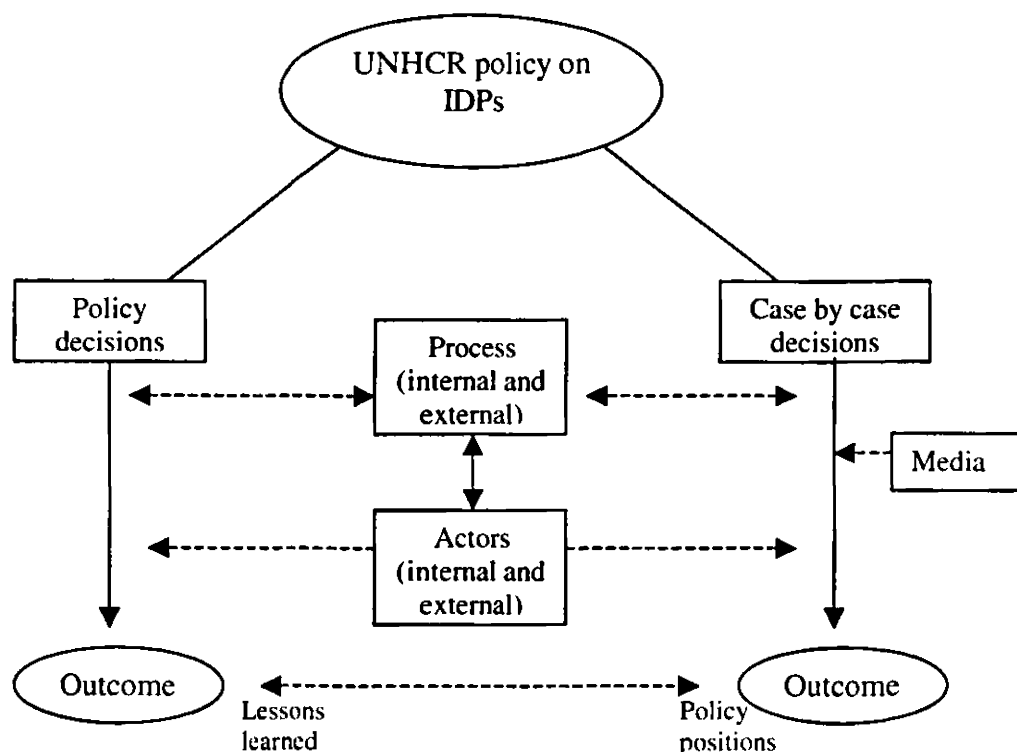 UNHCR policy on
IDPs
Policy
decisions
Case by case
decisions
Process
(internal and
external)
Media
Actors
(internal and
external)
Outcome
Outcome
Lessons
learned
Policy
positions